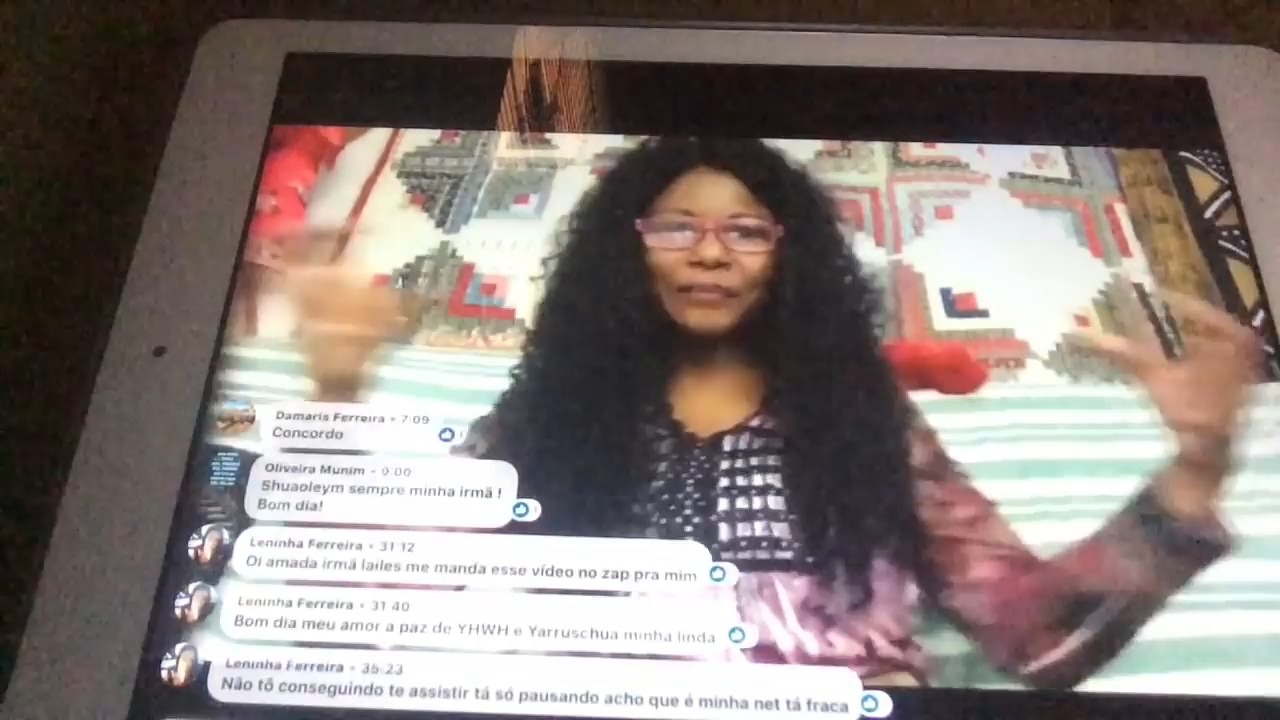 Damaris Ferreira • 7:09
Concordo
Oliveira Munim • 9:00
Shuaoleym sempre minha irmã !
Bom dia!
Leninha Ferreira • 31:12
Oi amada irmã lailes me manda esse vídeo no zap pra mim
Leninha Ferreira • 31:40
Bom dia meu amor a paz de YHWH e Yarruschua minha linda
Leninha Ferreira • 35:23
Não tô conseguindo te assistir tá só pausando acho que é minha net tá fraca